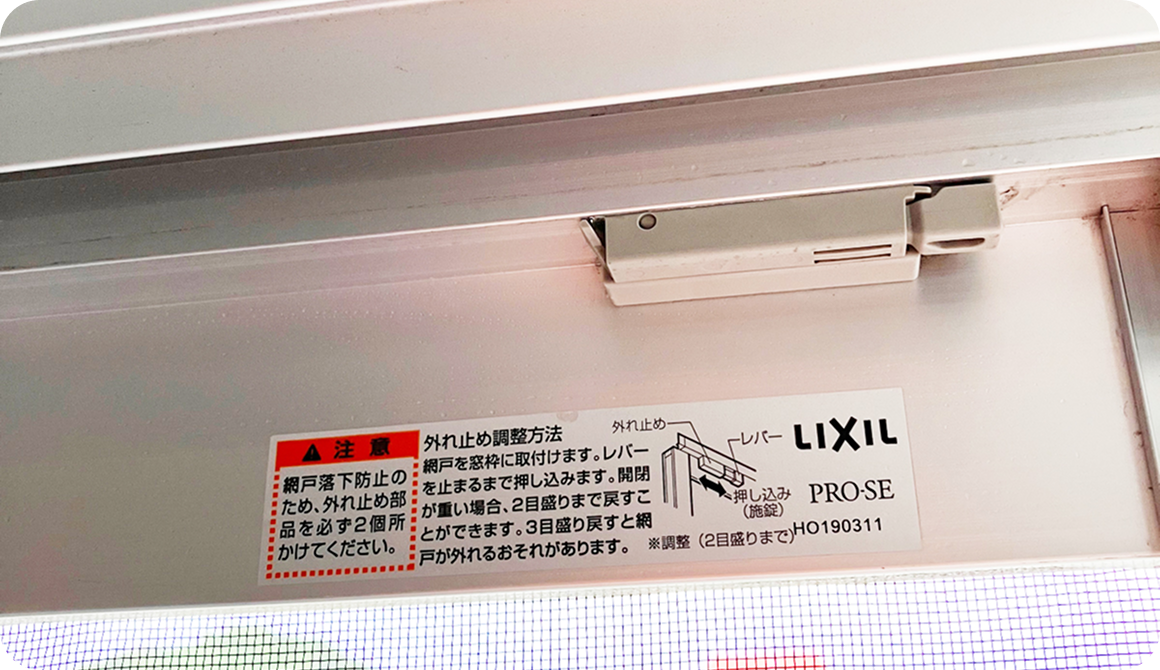 注意
網戸落下防止の
ため、外れ止め部
品を必ず2個所
かけてください。
外れ止め調整方法
網戸を窓枠に取付けます。レバー
を止まるまで押し込みます。開閉
が重い場合、2目盛りまで戻すこ
とができます。3目盛り戻すと網
戸が外れるおそれがあります。
外れ止め
レバー
押し込み
(施錠)
※調整(2目盛りまで)
LIXIL
PRO-SE
HO190311